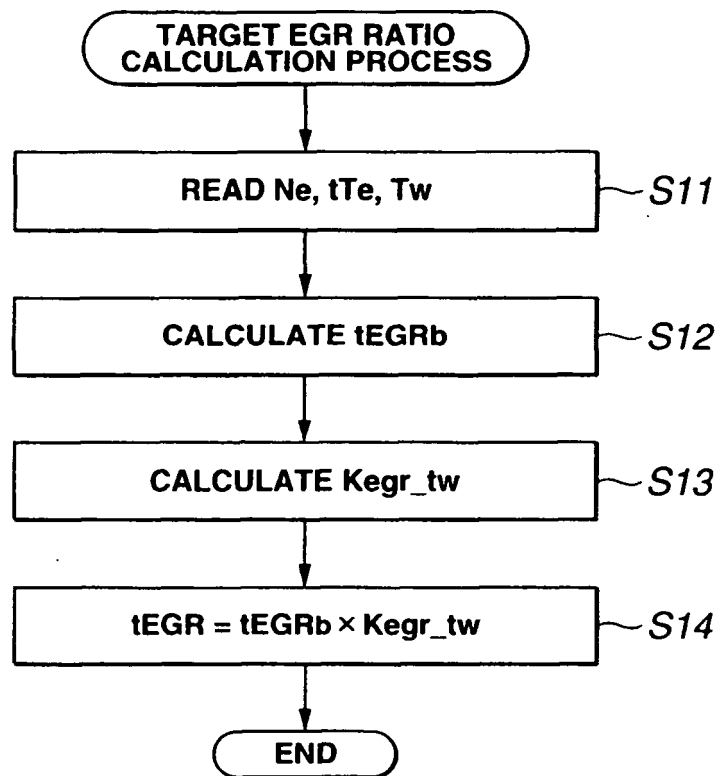 TARGET EGR RATIO
CALCULATION PROCESS
READ Ne, tTe, Tw
S11
CALCULATE tEGRb
S12
CALCULATE Kegr_tw
S13
tEGR = tEGRb × Kegr_tw
S14
END